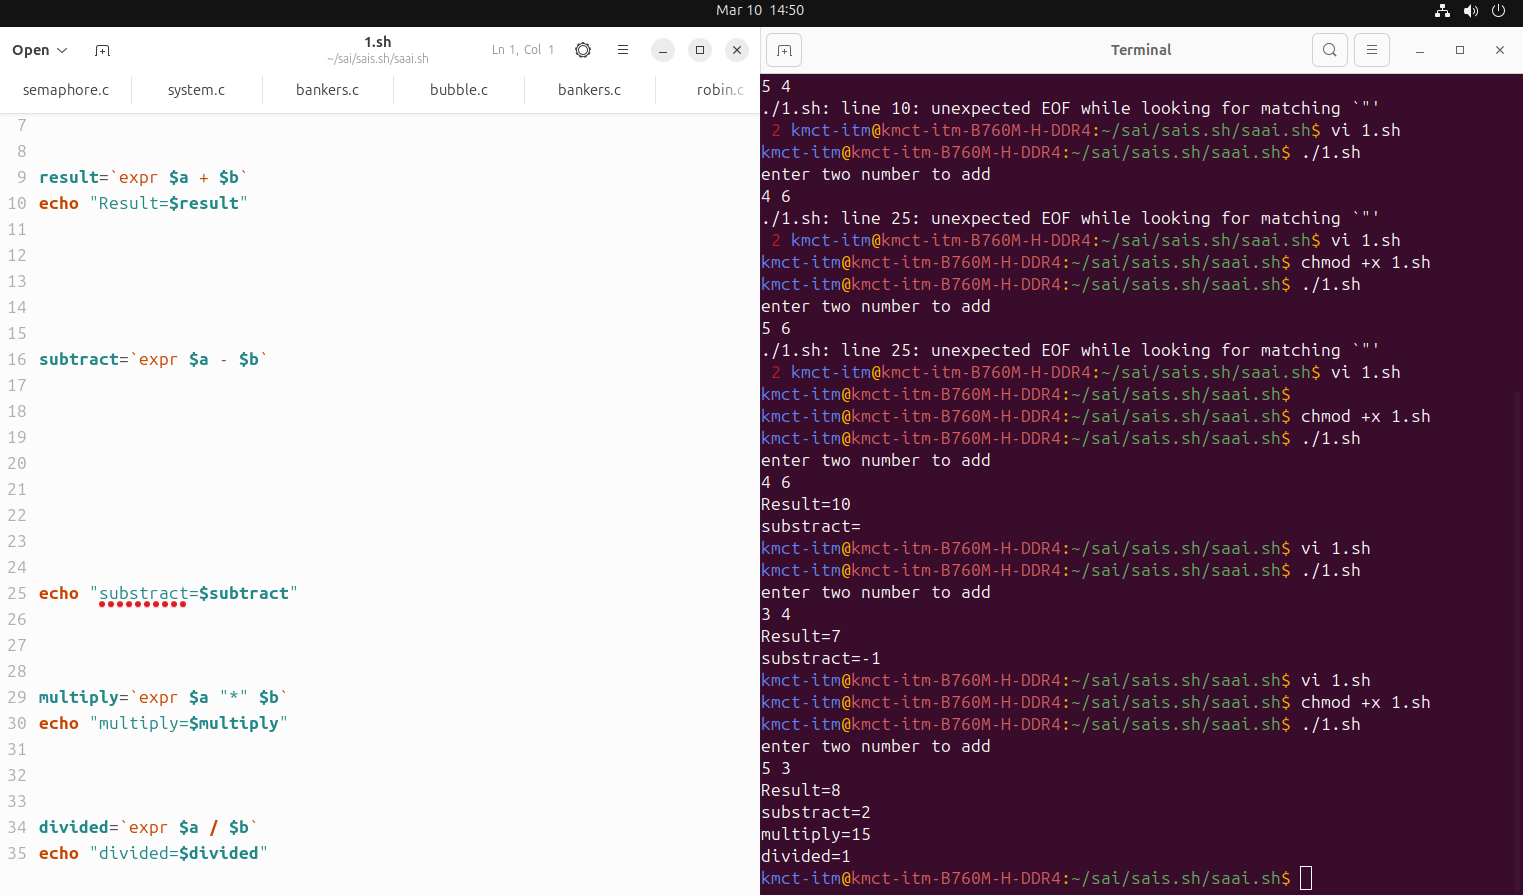 Mar 10 14:50
Open
1.sh
~/sai/sais.sh/saai.sh
Ln 1, Col 1
semaphore.c
system.c
bankers.c
bubble.c
bankers.c
robin.c
7
8
9 result=`expr $a + $b`
10 echo "Result=$result"
11
12
13
14
15
16 subtract=`expr $a - $b`
17
18
19
20
21
22
23
24
25 echo "substract=$subtract"
26
27
28
29 multiply=`expr $a "*" $b`
30 echo "multiply=$multiply"
31
32
33
34 divided=`expr $a / $b`
35 echo "divided=$divided"
Terminal
5 4
./1.sh: line 10: unexpected EOF while looking for matching `"'
2 kmct-itm@kmct-itm-B760M-H-DDR4:~/sai/sais.sh/saai.sh$ vi 1.sh
kmct-itm@kmct-itm-B760M-H-DDR4:~/sai/sais.sh/saai.sh$ ./1.sh
enter two number to add
4 6
./1.sh: line 25: unexpected EOF while looking for matching `"'
2 kmct-itm@kmct-itm-B760M-H-DDR4:~/sai/sais.sh/saai.sh$ vi 1.sh
kmct-itm@kmct-itm-B760M-H-DDR4:~/sai/sais.sh/saai.sh$ chmod +x 1.sh
kmct-itm@kmct-itm-B760M-H-DDR4:~/sai/sais.sh/saai.sh$ ./1.sh
enter two number to add
5 6
./1.sh: line 25: unexpected EOF while looking for matching `"'
2 kmct-itm@kmct-itm-B760M-H-DDR4:~/sai/sais.sh/saai.sh$ vi 1.sh
kmct-itm@kmct-itm-B760M-H-DDR4:~/sai/sais.sh/saai.sh$
kmct-itm@kmct-itm-B760M-H-DDR4:~/sai/sais.sh/saai.sh$ chmod +x 1.sh
kmct-itm@kmct-itm-B760M-H-DDR4:~/sai/sais.sh/saai.sh$ ./1.sh
enter two number to add
4 6
Result=10
substract=
kmct-itm@kmct-itm-B760M-H-DDR4:~/sai/sais.sh/saai.sh$ vi 1.sh
kmct-itm@kmct-itm-B760M-H-DDR4:~/sai/sais.sh/saai.sh$ ./1.sh
enter two number to add
3 4
Result=7
substract=-1
kmct-itm@kmct-itm-B760M-H-DDR4:~/sai/sais.sh/saai.sh$ vi 1.sh
kmct-itm@kmct-itm-B760M-H-DDR4:~/sai/sais.sh/saai.sh$ chmod +x 1.sh
kmct-itm@kmct-itm-B760M-H-DDR4:~/sai/sais.sh/saai.sh$ ./1.sh
enter two number to add
5 3
Result=8
substract=2
multiply=15
divided=1
kmct-itm@kmct-itm-B760M-H-DDR4:~/sai/sais.sh/saai.sh$